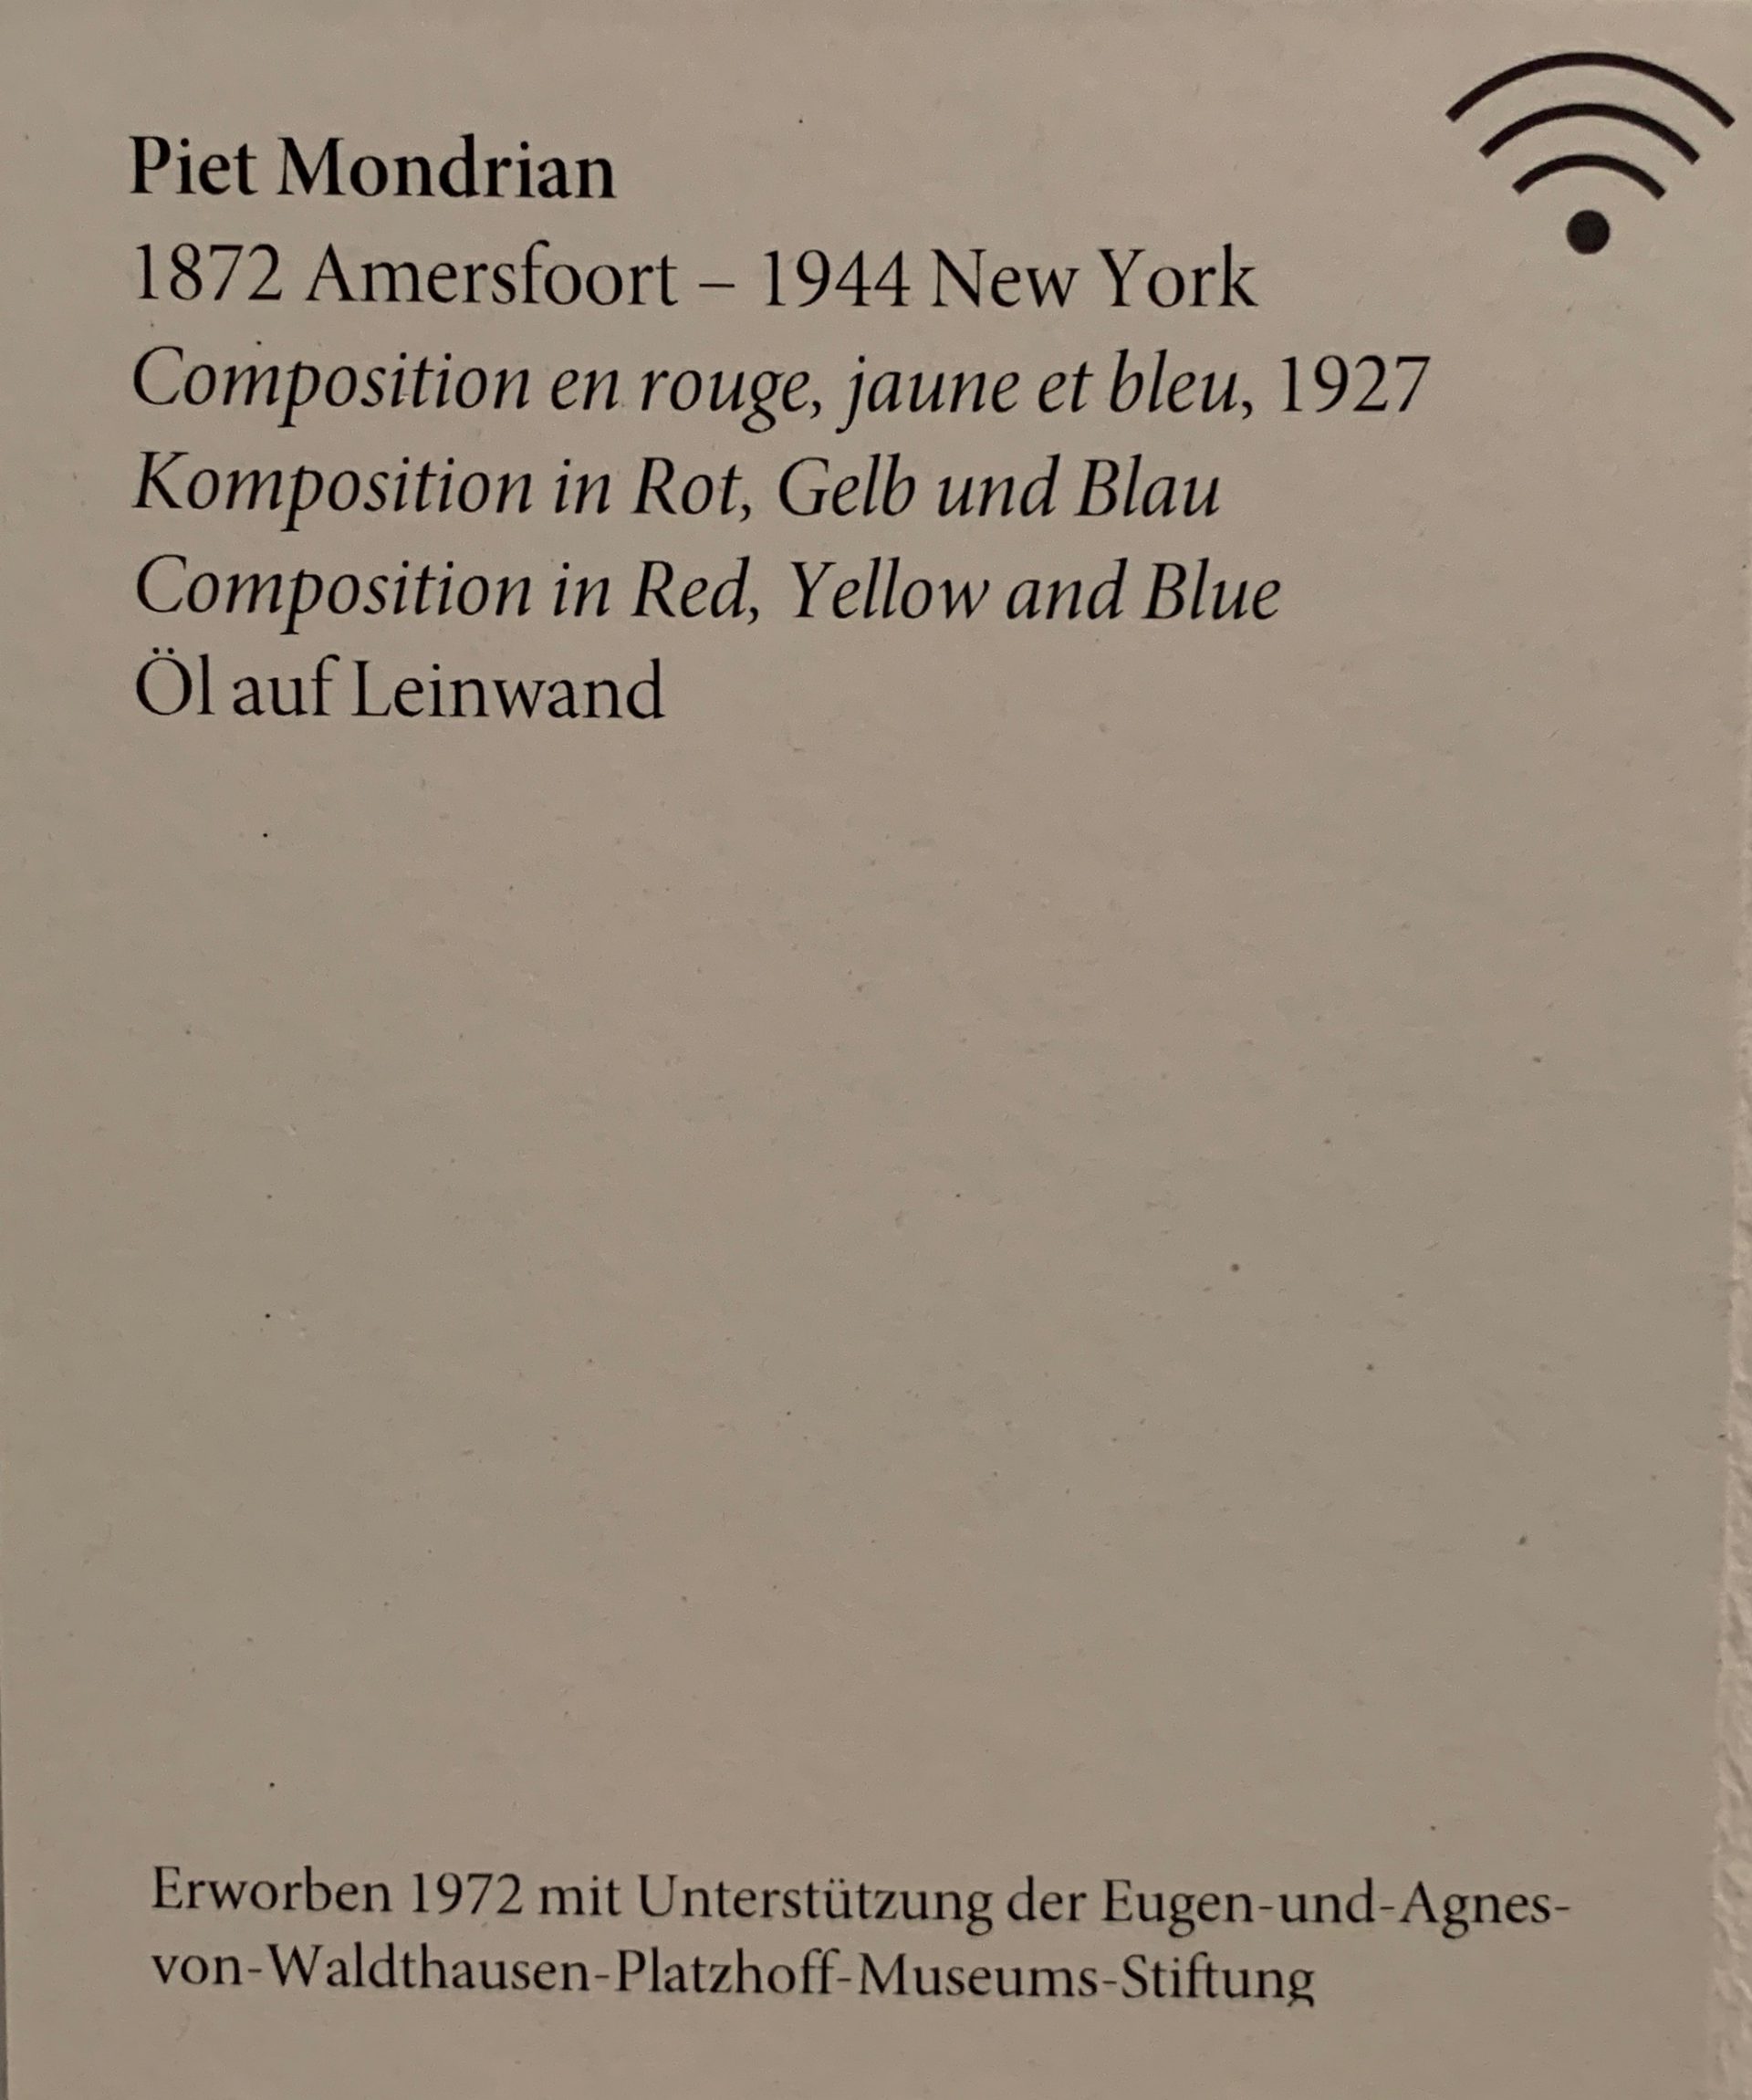 Piet Mondrian
1872 Amersfoort – 1944 New York
Composition en rouge, jaune et bleu, 1927
Komposition in Rot, Gelb und Blau
Composition in Red, Yellow and Blue
Öl auf Leinwand
Erworben 1972 mit Unterstützung der Eugen-und-Agnes-
von-Waldthausen-Platzhoff-Museums-Stiftung